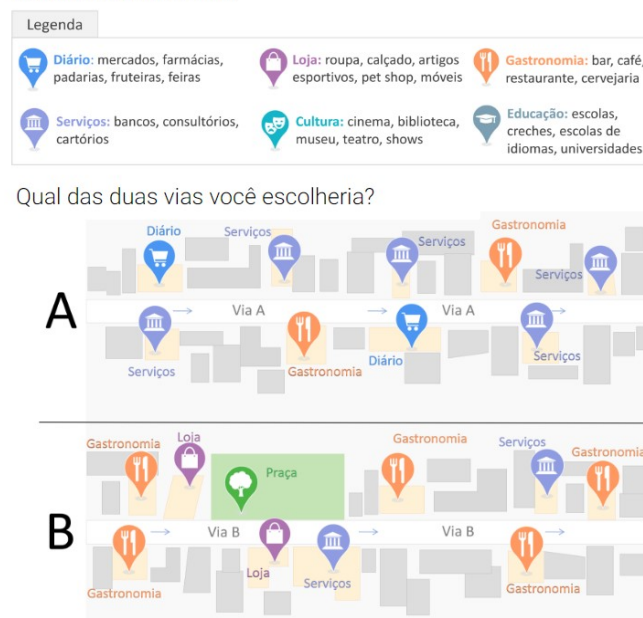 Legenda
Diário: mercados, farmácias,
padarias, fruteiras, feiras
Loja: roupa, calçado, artigos
esportivos, pet shop, móveis
Gastronomia: bar, café,
restaurante, cervejaria
Serviços: bancos, consultórios,
cartórios
Cultura: cinema, biblioteca,
museu, teatro, shows
Educação: escolas,
creches, escolas de
idiomas, universidades
Qual das duas vias você escolheria?
Diário
Serviços
Serviços
Gastronomia
Serviços
A
Via A
Via A
Serviços
Gastronomia
Diário
Serviços
Gastronomia
Loja
Praça
Gastronomia
Serviços
Gastronomia
B
Via B
Via B
Gastronomia
Loja
Serviços
Gastronomia